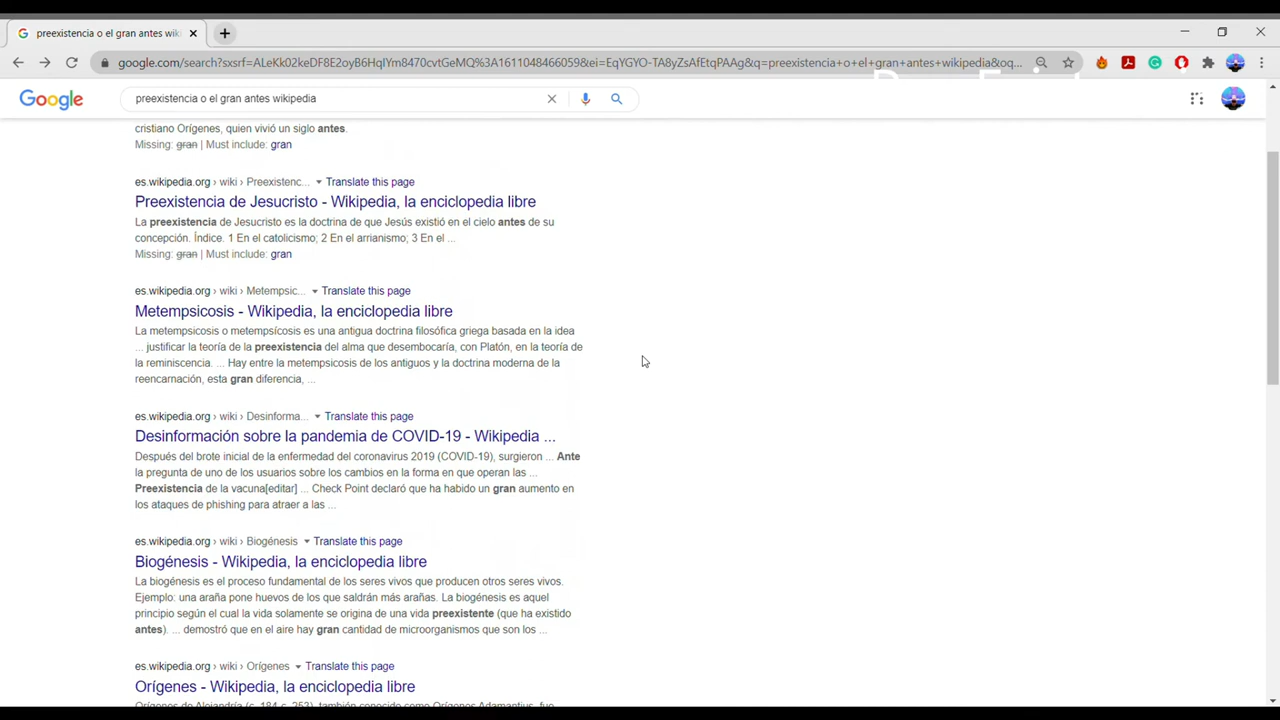 preexistencia o el gran antes wiki
google.com/search?sxsrf=ALeKk02keDF8E2oyB6HqIYm8470cvtGeMQ%3A1611048466059&ei=EqYGYO-TA8yZsAfEtqPAAg&q=preexistencia+o+el+gran+antes+wikipedia&oq...
Google
preexistencia o el gran antes wikipedia
cristiano Orígenes, quien vivió un siglo antes.
Missing: gran | Must include: gran
es.wikipedia.org › wiki › Preexistenc... Translate this page
Preexistencia de Jesucristo - Wikipedia, la enciclopedia libre
La preexistencia de Jesucristo es la doctrina de que Jesús existió en el cielo antes de su
concepción. Índice. 1 En el catolicismo; 2 En el arrianismo; 3 En el ...
Missing: gran | Must include: gran
es.wikipedia.org › wiki › Metempsic... Translate this page
Metempsicosis - Wikipedia, la enciclopedia libre
La metempsicosis o metempsícosis es una antigua doctrina filosófica griega basada en la idea
... justificar la teoría de la preexistencia del alma que desembocaría, con Platón, en la teoría de
la reminiscencia. ... Hay entre la metempsicosis de los antiguos y la doctrina moderna de la
reencarnación, esta gran diferencia, ...
es.wikipedia.org › wiki › Desinforma... Translate this page
Desinformación sobre la pandemia de COVID-19 - Wikipedia ...
Después del brote inicial de la enfermedad del coronavirus 2019 (COVID-19), surgieron ... Ante
la pregunta de uno de los usuarios sobre los cambios en la forma en que operan las ...
Preexistencia de la vacuna[editar] ... Check Point declaró que ha habido un gran aumento en
los ataques de phishing para atraer a las ...
es.wikipedia.org › wiki › Biogénesis Translate this page
Biogénesis - Wikipedia, la enciclopedia libre
La biogénesis es el proceso fundamental de los seres vivos que producen otros seres vivos.
Ejemplo: una araña pone huevos de los que saldrán más arañas. La biogénesis es aquel
principio según el cual la vida solamente se origina de una vida preexistente (que ha existido
antes). ... demostró que en el aire hay gran cantidad de microorganismos que son los ...
es.wikipedia.org › wiki › Orígenes Translate this page
Orígenes - Wikipedia, la enciclopedia libre
Orígenes de Alejandría (c. 184-c. 253), también conocido como Orígenes Adamantius, fue